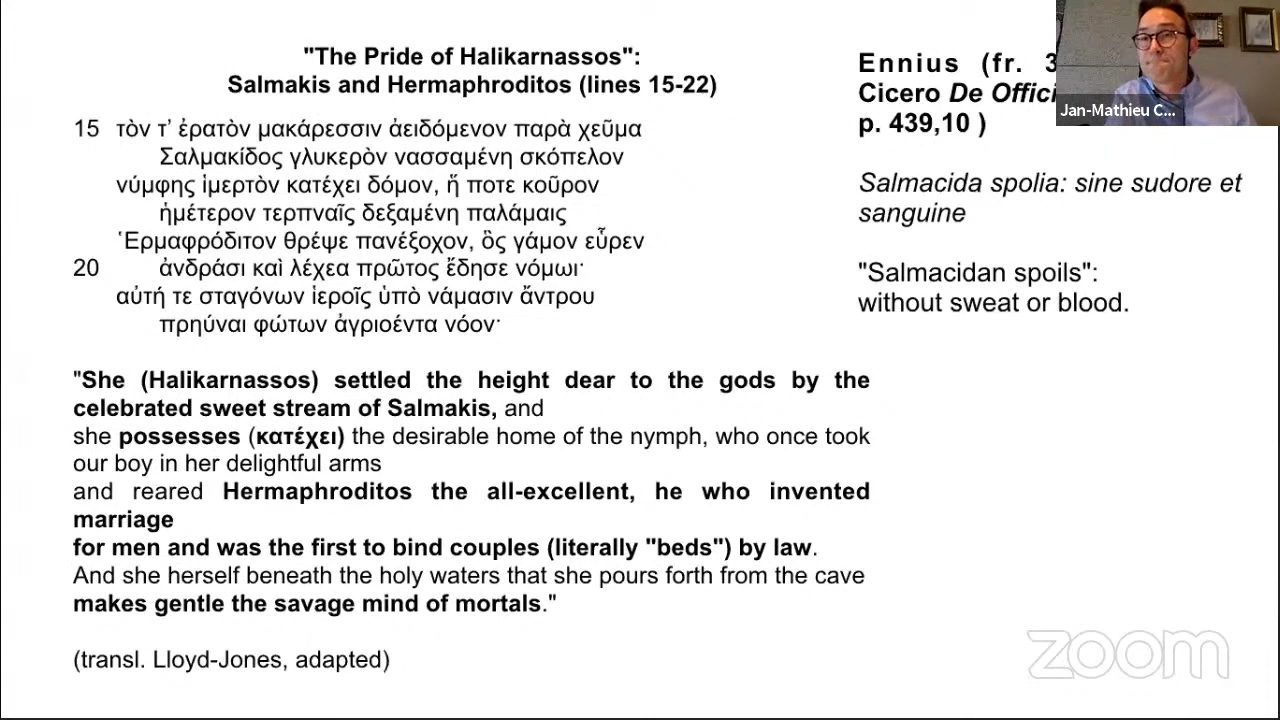 "The Pride of Halikarnassos":
Salmakis and Hermaphroditos (lines 15-22)
15 τὸν τ’ ἐρατὸν μακάρεσσιν ἀειδόμενον παρὰ χεῦμα
Σαλμακίδος γλυκερὸν νασσαμένη σκόπελον
νύμφης ἱμερτὸν κατέχει δόμον, ἥ ποτε κοῦρον
ἡμέτερον τερπναῖς δεξαμένη παλάμαις
Ἑρμαφρόδιτον θρέψε πανέξοχον, ὃς γάμον εὗρεν
20 ἀνδράσι καὶ λέχεα πρῶτος ἔδησε νόμωι·
αὐτή τε σταγόνων ἱεροῖς ὑπὸ νάμασιν ἄντρου
πρηύναι φώτων ἀγριοέντα νόον·
"She (Halikarnassos) settled the height dear to the gods by the
celebrated sweet stream of Salmakis, and
she possesses (κατέχει) the desirable home of the nymph, who once took
our boy in her delightful arms
and reared Hermaphroditos the all-excellent, he who invented
marriage
for men and was the first to bind couples (literally "beds") by law.
And she herself beneath the holy waters that she pours forth from the cave
makes gentle the savage mind of mortals."
(transl. Lloyd-Jones, adapted)
Ennius (fr. 3
Cicero De Offici
p. 439,10 )
Salmacida spolia: sine sudore et
sanguine
"Salmacidan spoils":
without sweat or blood.
Jan-Mathieu C...
zoom